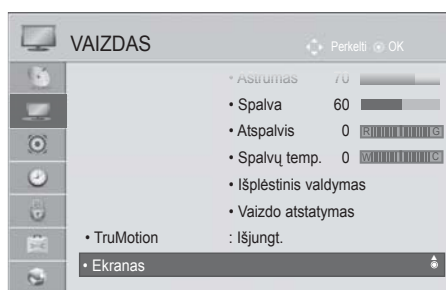 VAIZDAS Perkelti OK
• Aštrumas 70
• Spalva 60
• Atspalvis 0 R G
• Spalvų temp. 0 W C
• Išplėstinis valdymas
• Vaizdo atstatymas
• TruMotion : Išjungt.
• Ekranas